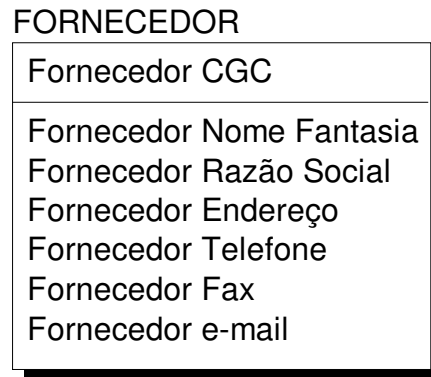 FORNECEDOR
Fornecedor CGC
Fornecedor Nome Fantasia
Fornecedor Razão Social
Fornecedor Endereço
Fornecedor Telefone
Fornecedor Fax
Fornecedor e-mail